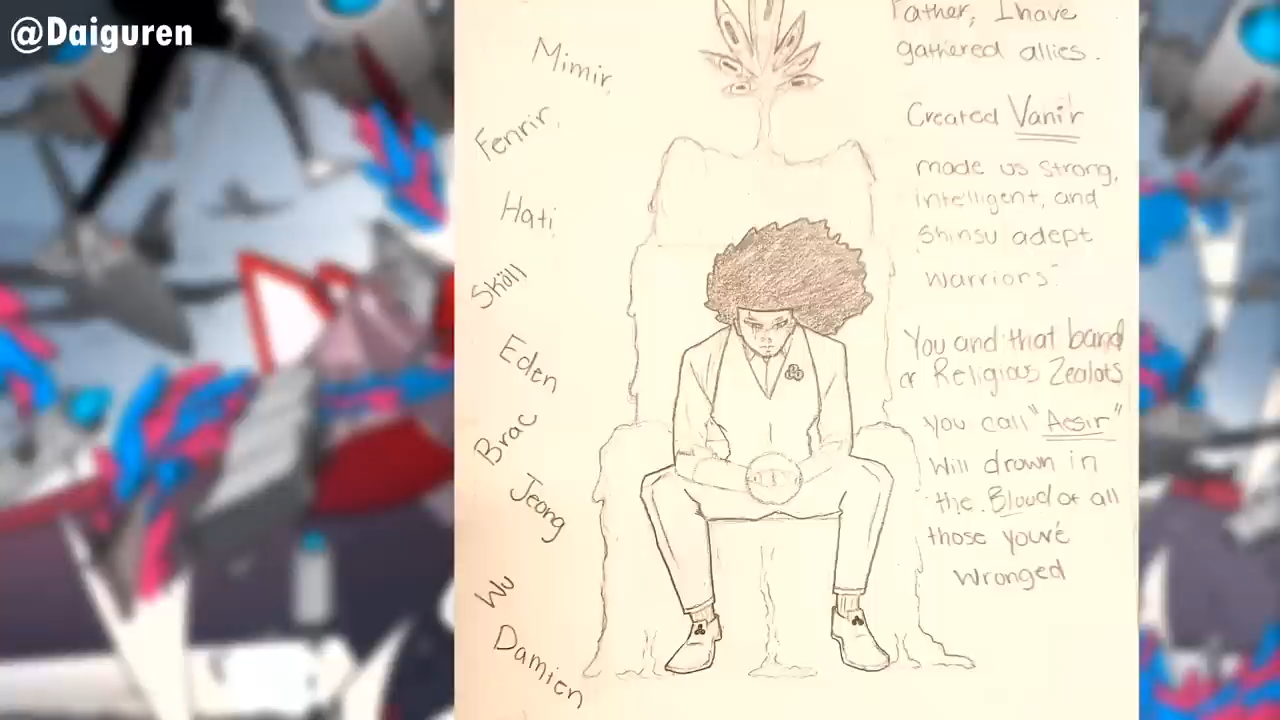 @Daiguren
Mimir,
Fenrir,
Hati,
Sköll
Eden
Brac
Jeong
Wu
Damien
Father, I have
gathered allies.
Created Vanir
made us strong,
intelligent, and
Shinsu adept
warriors."
You and that band
of Religious Zealots
You call "Aesir"
Will drown in
the Blood of all
those you've
Wronged